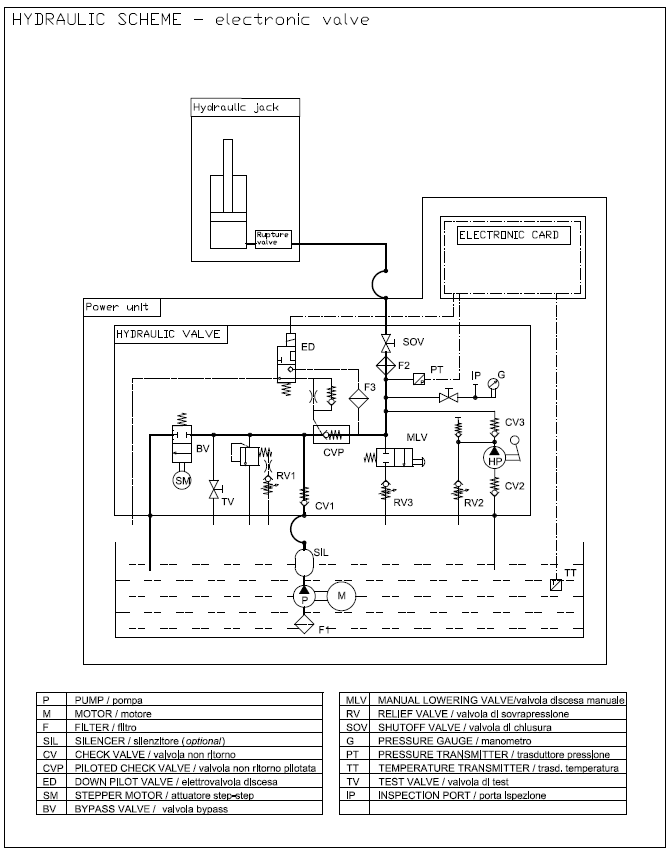 HYDRAULIC SCHEME - electronic valve
Hydraulic jack
Rupture
valve
ELECTRONIC CARD
Power unit
HYDRAULIC VALVE
ED
SOV
F2
PT
IP
G
F3
CV3
MLV
BV
CVP
HP
SM
RV1
CV2
TV
CV1
RV3
RV2
SIL
TT
P
M
F1
P PUMP / pompa
M MOTOR / motore
F FILTER / filtro
SIL SILENCER / silenzitore (optional)
CV CHECK VALVE / valvola non ritorno
CVP PILOTED CHECK VALVE / valvola non ritorno pilotata
ED DOWN PILOT VALVE / elettrovalvola discesa
SM STEPPER MOTOR / attuatore step-step
BV BYPASS VALVE / valvola bypass
MLV MANUAL LOWERING VALVE/valvola discesa manuale
RV RELIEF VALVE / valvola di sovrapressione
SOV SHUTOFF VALVE / valvola di chiusura
G PRESSURE GAUGE / manometro
PT PRESSURE TRANSMITTER / trasduttore pressione
TT TEMPERATURE TRANSMITTER / trasd. temperatura
TV TEST VALVE / valvola di test
IP INSPECTION PORT / porta ispezione